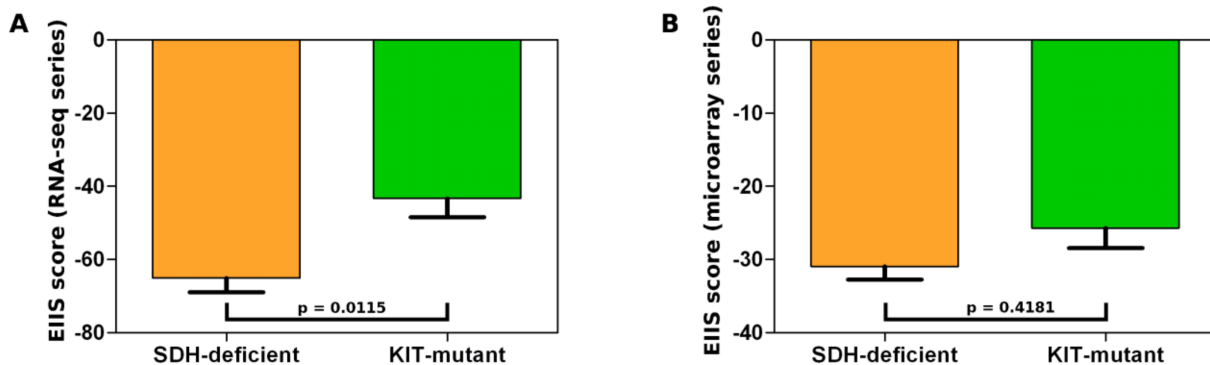 A
EIIS score (RNA-seq series)
0
-20
-40
-60
-80
p = 0.0115
SDH-deficient
KIT-mutant
B
EIIS score (microarray series)
0
-10
-20
-30
-40
p = 0.4181
SDH-deficient
KIT-mutant